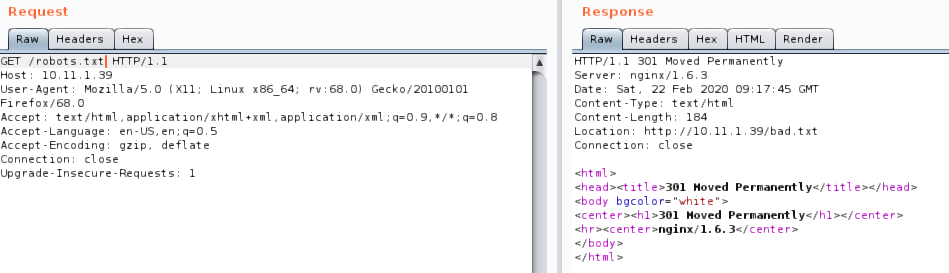 Request
Raw Headers Hex
GET /robots.txt HTTP/1.1
Host: 10.11.1.39
User-Agent: Mozilla/5.0 (X11; Linux x86_64; rv:68.0) Gecko/20100101
Firefox/68.0
Accept: text/html,application/xhtml+xml,application/xml;q=0.9,*/*;q=0.8
Accept-Language: en-US,en;q=0.5
Accept-Encoding: gzip, deflate
Connection: close
Upgrade-Insecure-Requests: 1
Response
Raw Headers Hex HTML Render
HTTP/1.1 301 Moved Permanently
Server: nginx/1.6.3
Date: Sat, 22 Feb 2020 09:17:45 GMT
Content-Type: text/html
Content-Length: 184
Location: http://10.11.1.39/bad.txt
Connection: close
<html>
<head><title>301 Moved Permanently</title></head>
<body bgcolor="white">
<center><h1>301 Moved Permanently</h1></center>
<hr><center>nginx/1.6.3</center>
</body>
</html>